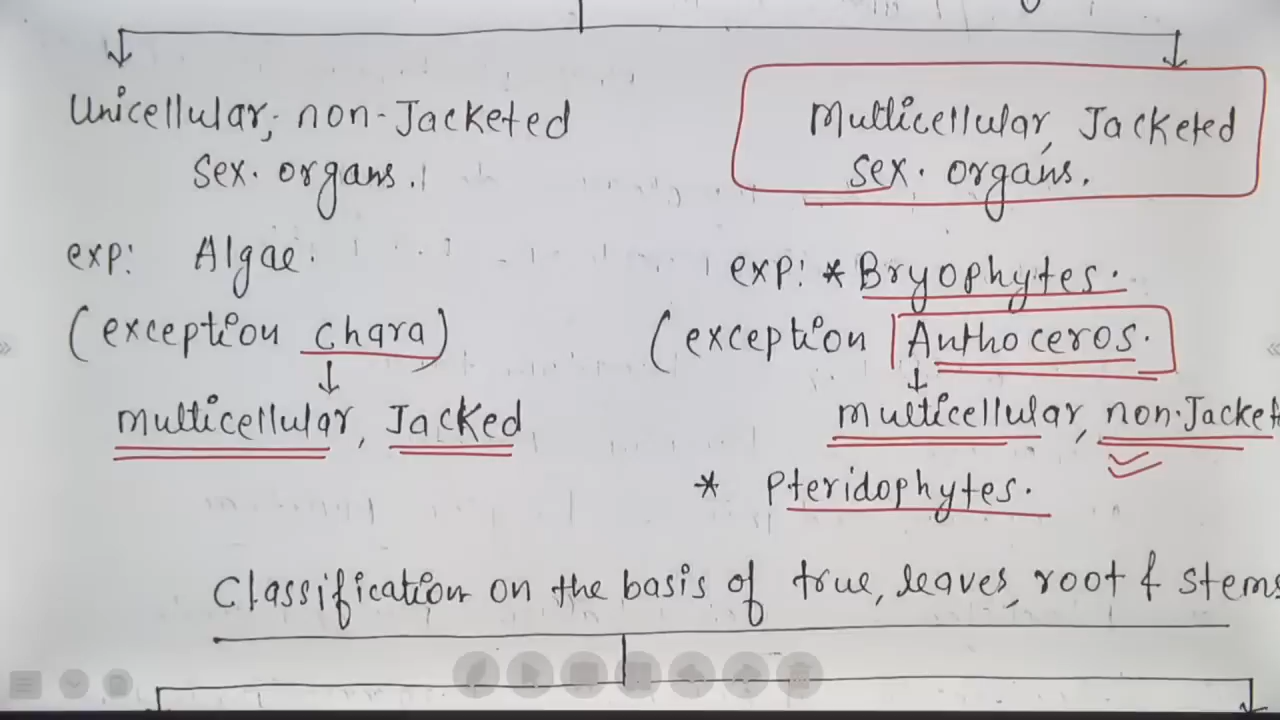 Unicellular, non-Jacketed
Sex. organs.
exp: Algae.
(exception chara)
multicellular, Jacked
Multicellular, Jacketed
Sex. organs.
exp: * Bryophytes.
(exception Anthoceros.
multicellular, non-Jacket
* Pteridophytes.
Classification on the basis of true, leaves, root & stems